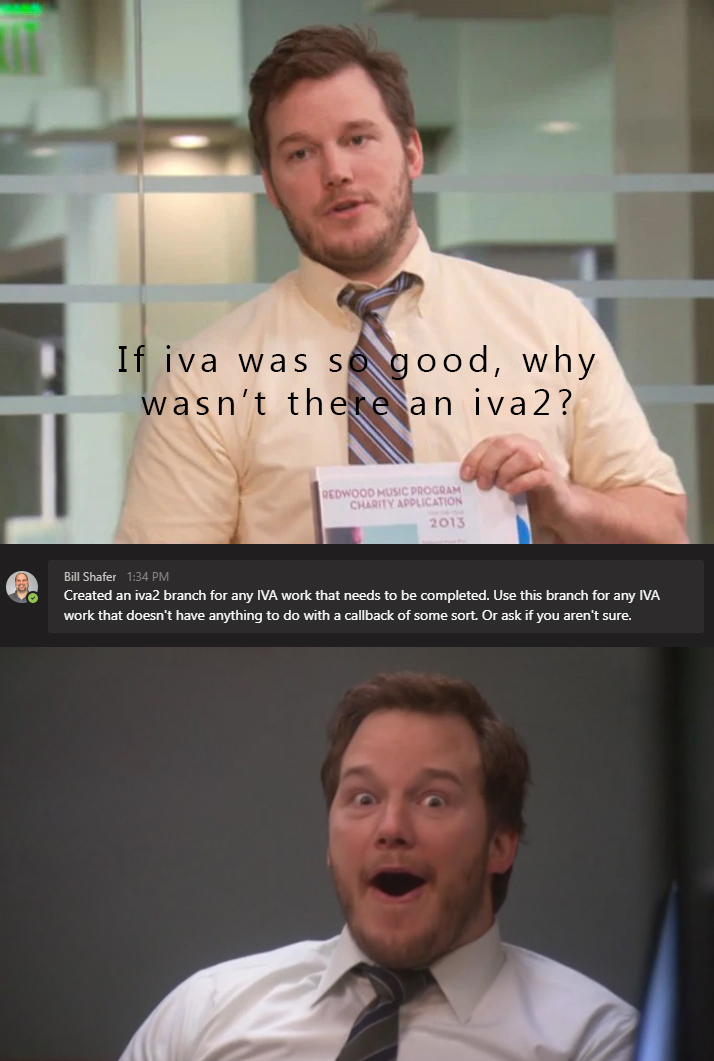 If iva was so good, why
wasn't there an iva2?
REDWOOD MUSIC PROGRAM
CHARITY APPLICATION
2013
Bill Shafer 1:34 PM
Created an iva2 branch for any IVA work that needs to be completed. Use this branch for any IVA
work that doesn't have anything to do with a callback of some sort. Or ask if you aren't sure.